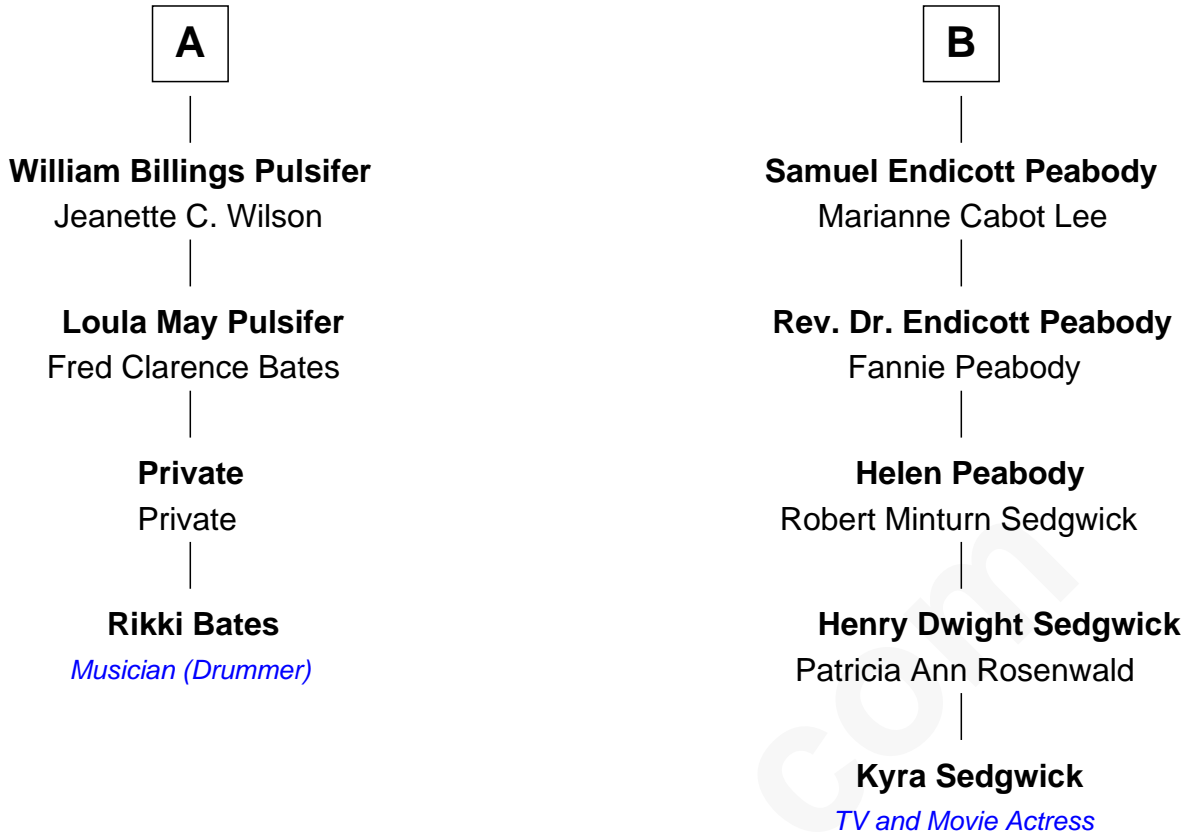 A
William Billings Pulsifer
Jeanette C. Wilson
Loula May Pulsifer
Fred Clarence Bates
Private
Private
Rikki Bates
Musician (Drummer)
B
Samuel Endicott Peabody
Marianne Cabot Lee
Rev. Dr. Endicott Peabody
Fannie Peabody
Helen Peabody
Robert Minturn Sedgwick
Henry Dwight Sedgwick
Patricia Ann Rosenwald
Kyra Sedgwick
TV and Movie Actress
com